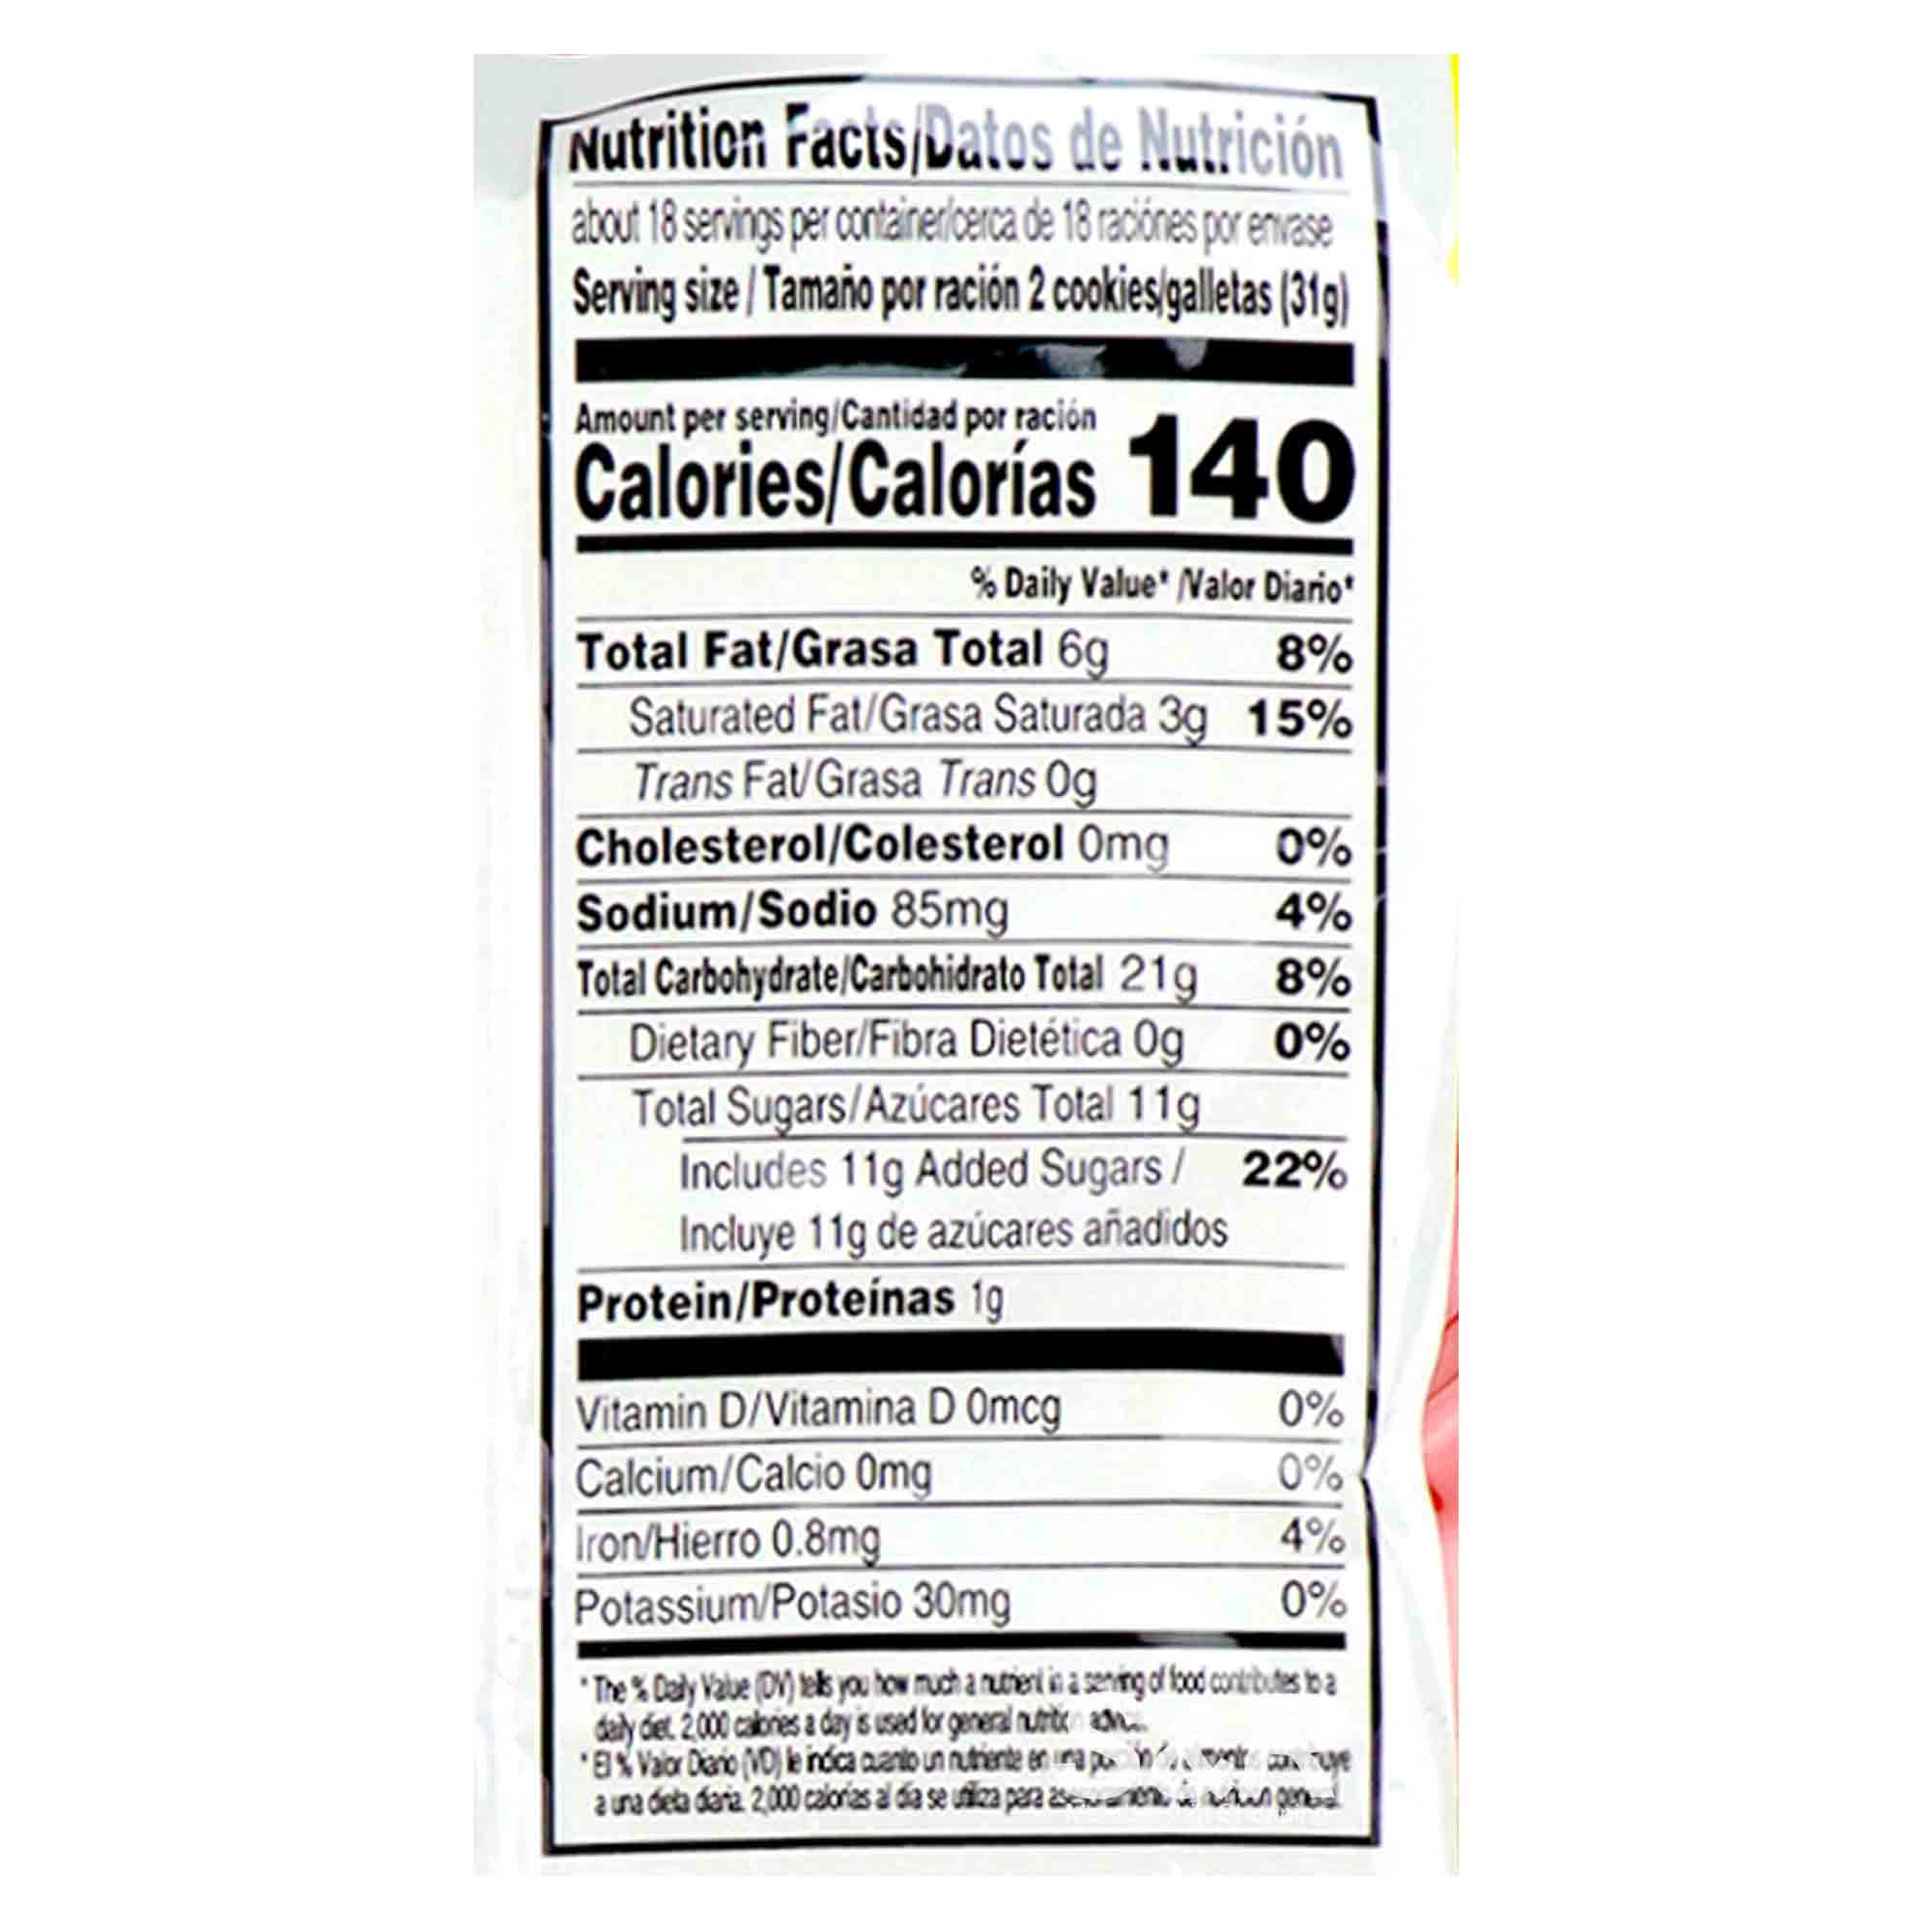 Nutrition Facts/Datos de Nutrición
about 18 servings per container/cerca de 18 raciónes por envase
Serving size / Tamaño por ración 2 cookies/galletas (31g)
Amount per serving/Cantidad por ración
Calories/Calorías 140
% Daily Value* /Valor Diario*
Total Fat/Grasa Total 6g 8%
Saturated Fat/Grasa Saturada 3g 15%
Trans Fat/Grasa Trans 0g
Cholesterol/Colesterol 0mg 0%
Sodium/Sodio 85mg 4%
Total Carbohydrate/Carbohidrato Total 21g 8%
Dietary Fiber/Fibra Dietética 0g 0%
Total Sugars/Azúcares Total 11g
Includes 11g Added Sugars / 22%
Incluye 11g de azúcares añadidos
Protein/Proteínas 1g
Vitamin D/Vitamina D 0mcg 0%
Calcium/Calcio 0mg 0%
Iron/Hierro 0.8mg 4%
Potassium/Potasio 30mg 0%
* The % Daily Value (DV) tells you how much a nutrient in a serving of food contributes to a
daily diet. 2,000 calories a day is used for general nutrition advice.
* El % Valor Diario (VD) le indica cuanto un nutriente en una
a una dieta diaria. 2,000 calorías al día se utiliza para general.